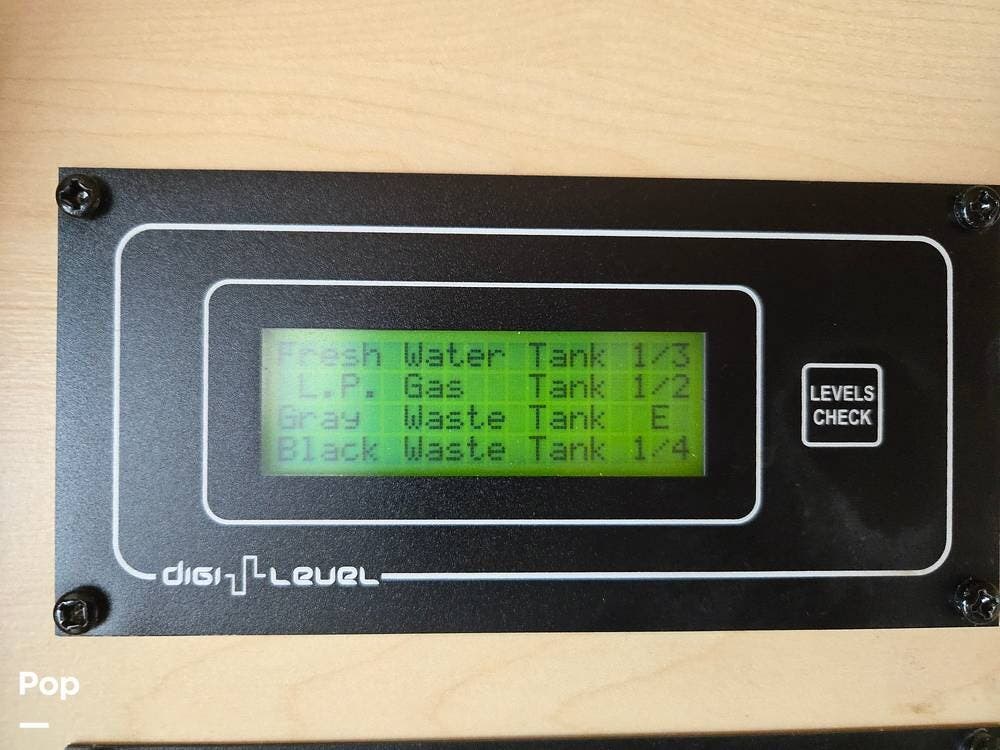 Fresh Water Tank 1/3
L.P. Gas Tank 1/2
Gray Waste Tank E
Black Waste Tank 1/4
LEVELS
CHECK
DIGI LEVEL
Pop